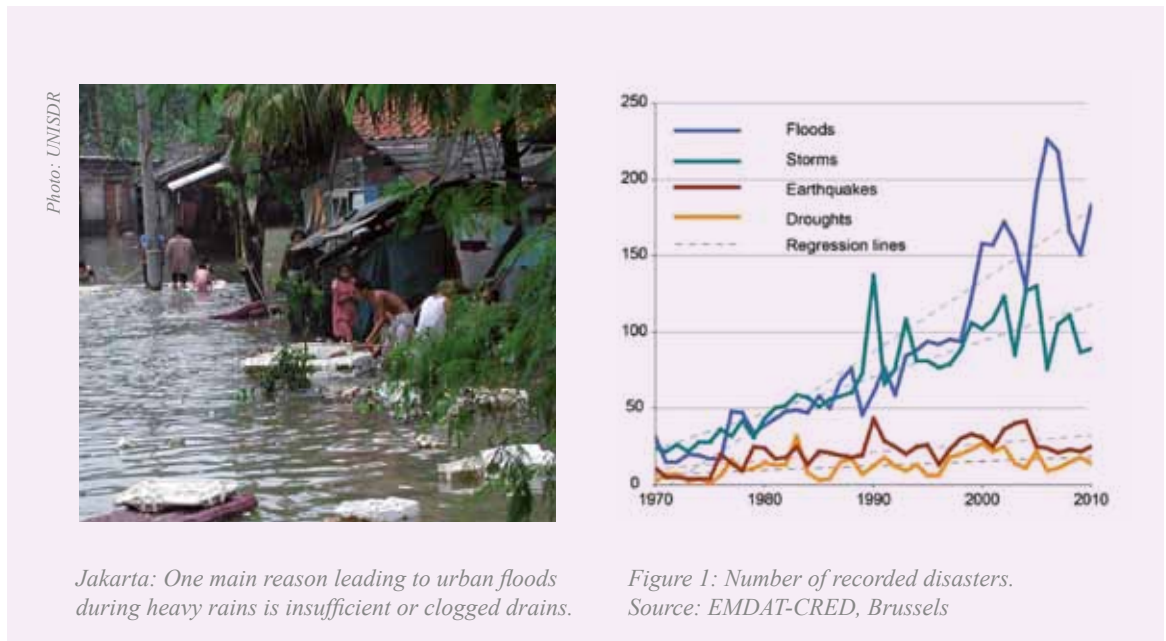 Photo: UNISDR
250
200
150
100
50
0
Floods
Storms
Earthquakes
Droughts
Regression lines
1970
1980
1990
2000
2010
Jakarta: One main reason leading to urban floods
during heavy rains is insufficient or clogged drains.
Figure 1: Number of recorded disasters.
Source: EMDAT-CRED, Brussels